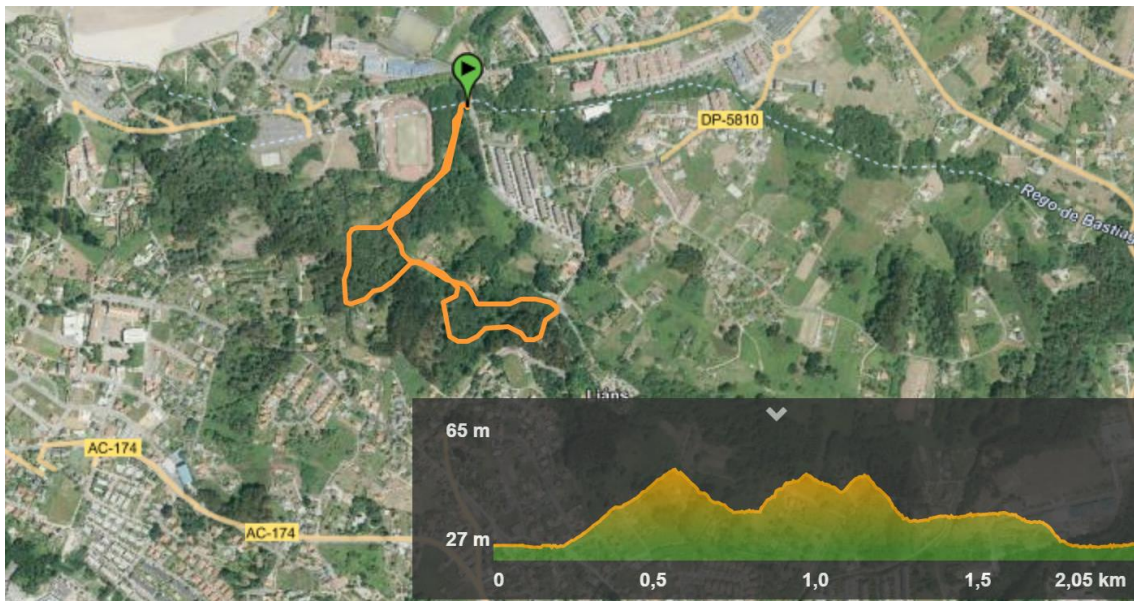 DP-5810
Rego de Bastiag
Lians
AC-174
AC-174
65 m
27 m
0 0,5 1,0 1,5 2,05 km